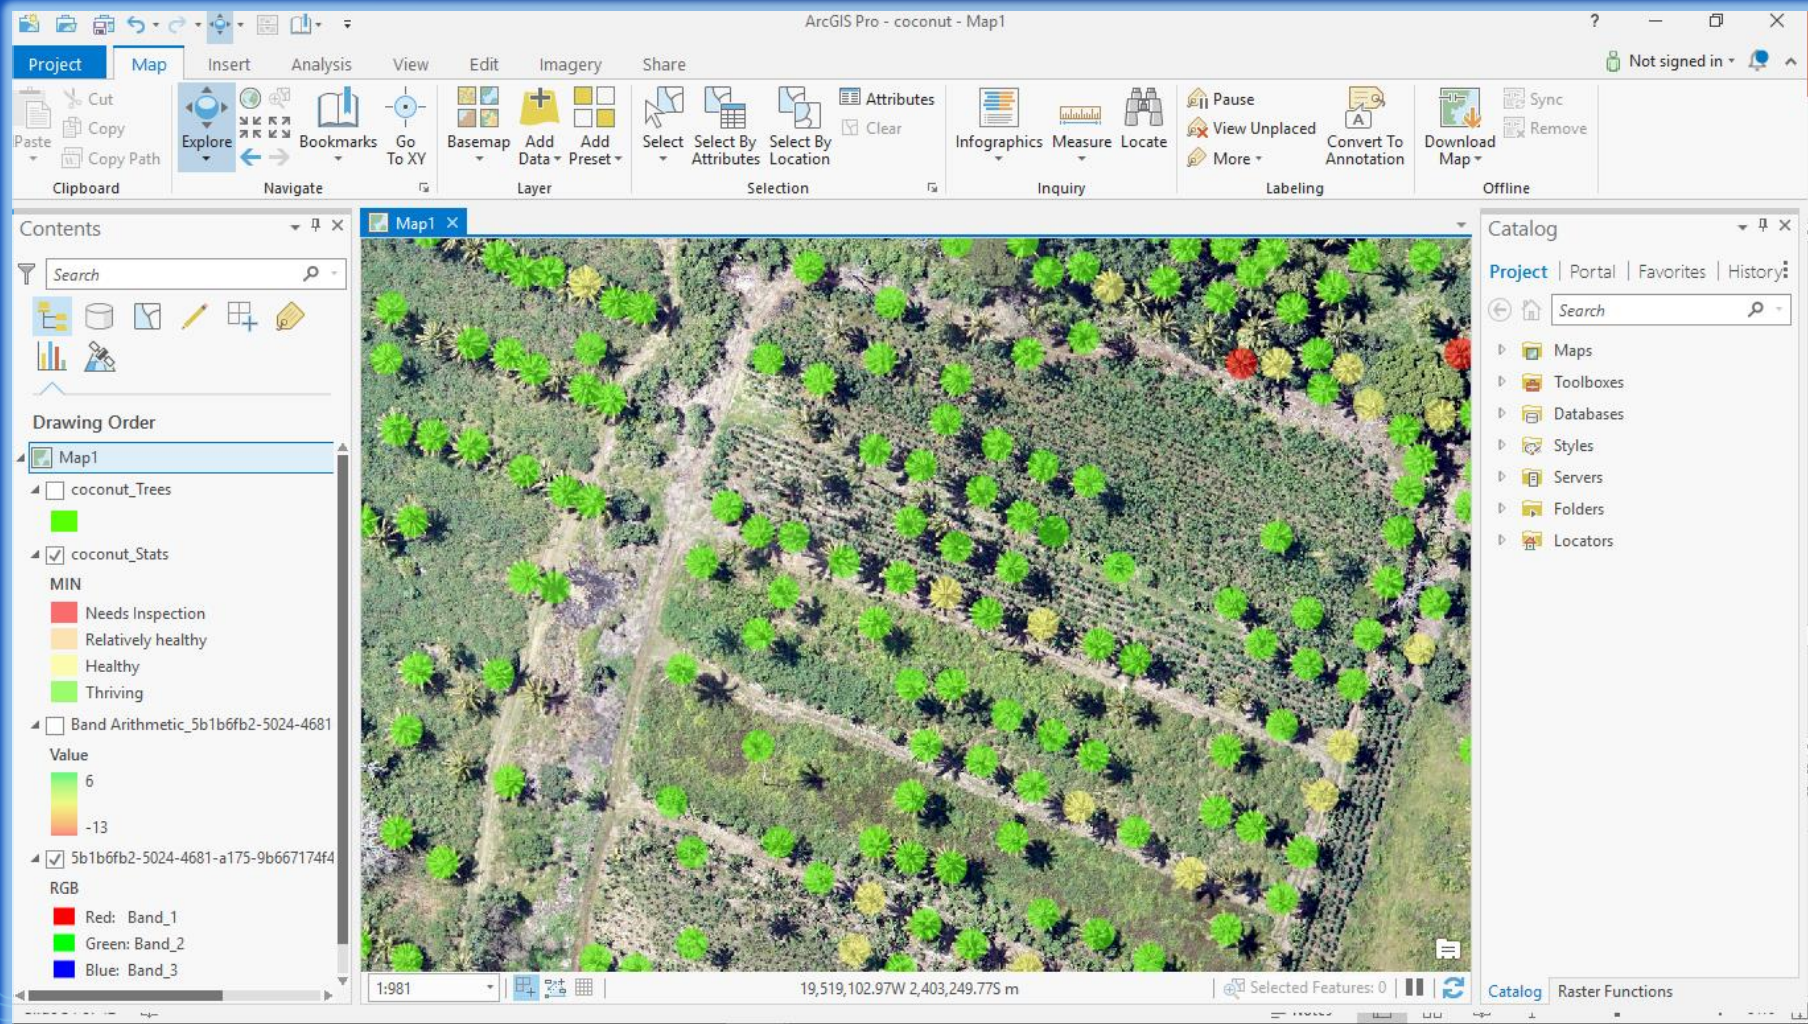 ArcGIS Pro - coconut - Map1
?
Project Map Insert Analysis View Edit Imagery Share
Not signed in
Paste
Cut
Copy
Copy Path
Clipboard
Explore
Bookmarks
Go To XY
Navigate
Basemap
Add Data
Add Preset
Layer
Select
Select By Attributes
Select By Location
Attributes
Clear
Selection
Infographics
Measure
Locate
Inquiry
Pause
View Unplaced
More
Convert To Annotation
Labeling
Download Map
Sync
Remove
Offline
Contents
Search
Drawing Order
Map1
coconut_Trees
coconut_Stats
MIN
Needs Inspection
Relatively healthy
Healthy
Thriving
Band Arithmetic_5b1b6fb2-5024-4681
Value
6
-13
5b1b6fb2-5024-4681-a175-9b667174f4
RGB
Red: Band_1
Green: Band_2
Blue: Band_3
Map1
1:981
19,519,102.97W 2,403,249.77S m
Selected Features: 0
Catalog
Project Portal Favorites History
Search
Maps
Toolboxes
Databases
Styles
Servers
Folders
Locators
Catalog Raster Functions